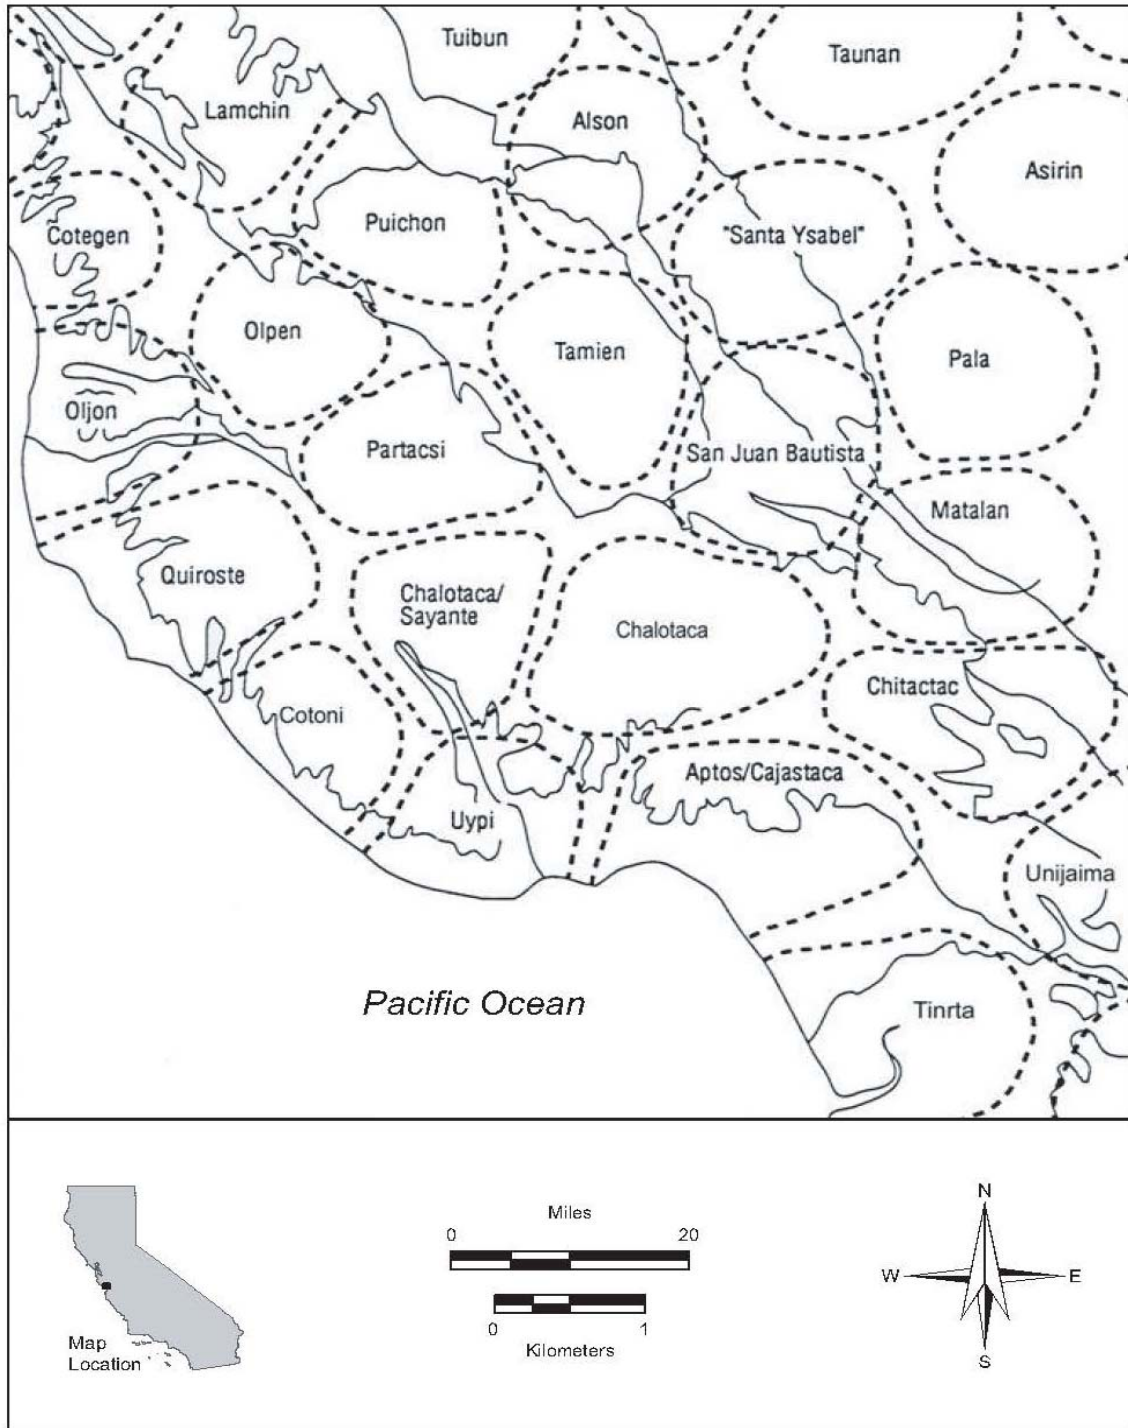 Tuibun
Taunan
Lamchin
Alson
Asirin
Cotegen
Puichon
"Santa Ysabel"
Olpen
Tamien
Pala
Oljon
Partacsi
San Juan Bautista
Matalan
Quiroste
Chalotaca/
Sayante
Chalotaca
Chitactac
Cotoni
Aptos/Cajastaca
Uypi
Unijaima
Pacific Ocean
Tinrta
Map
Location
Miles
0 20
0 1
Kilometers
N
W E
S